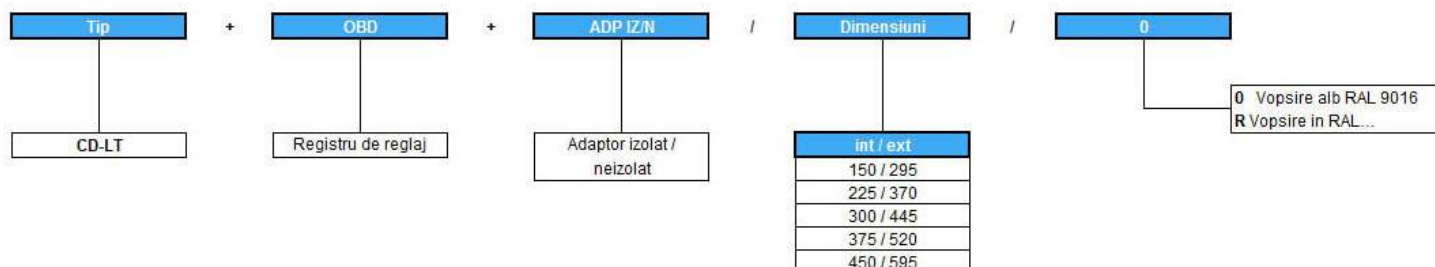 Tip + OBD + ADP IZ/N / Dimensiuni / 0
0 Vopsire alb RAL 9016
R Vopsire in RAL...
CD-LT
Registru de reglaj
Adaptor izolat /
neizolat
int / ext
150 / 295
225 / 370
300 / 445
375 / 520
450 / 595